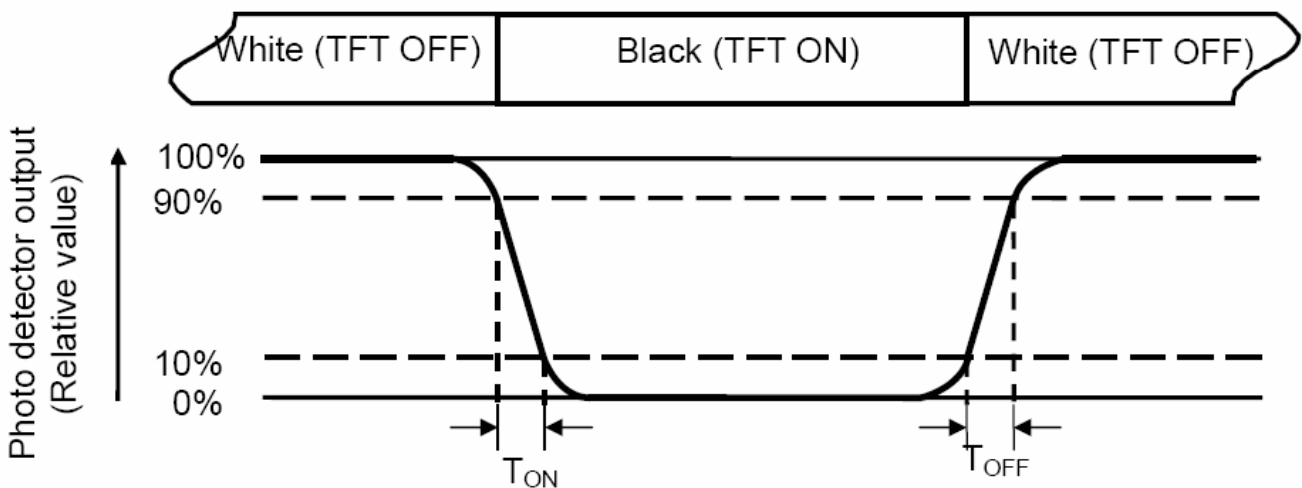 White (TFT OFF)
Black (TFT ON)
White (TFT OFF)
Photo detector output
(Relative value)
100%
90%
10%
0%
TON
TOFF